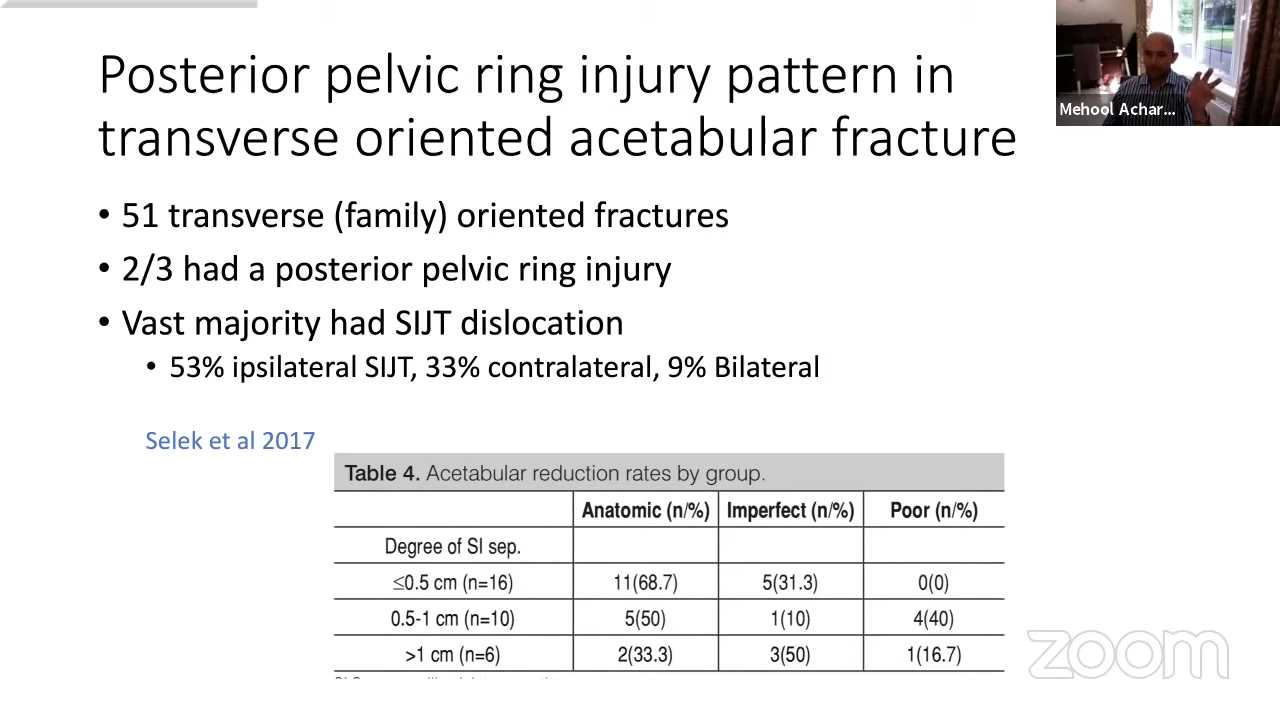 Posterior pelvic ring injury pattern in
transverse oriented acetabular fracture
Mehool Achar...
• 51 transverse (family) oriented fractures
• 2/3 had a posterior pelvic ring injury
• Vast majority had SIJT dislocation
• 53% ipsilateral SIJT, 33% contralateral, 9% Bilateral
Selek et al 2017
Table 4. Acetabular reduction rates by group.
Anatomic (n/%) Imperfect (n/%) Poor (n/%)
Degree of SI sep.
≤0.5 cm (n=16) 11(68.7) 5(31.3) 0(0)
0.5-1 cm (n=10) 5(50) 1(10) 4(40)
>1 cm (n=6) 2(33.3) 3(50) 1(16.7)
zoom